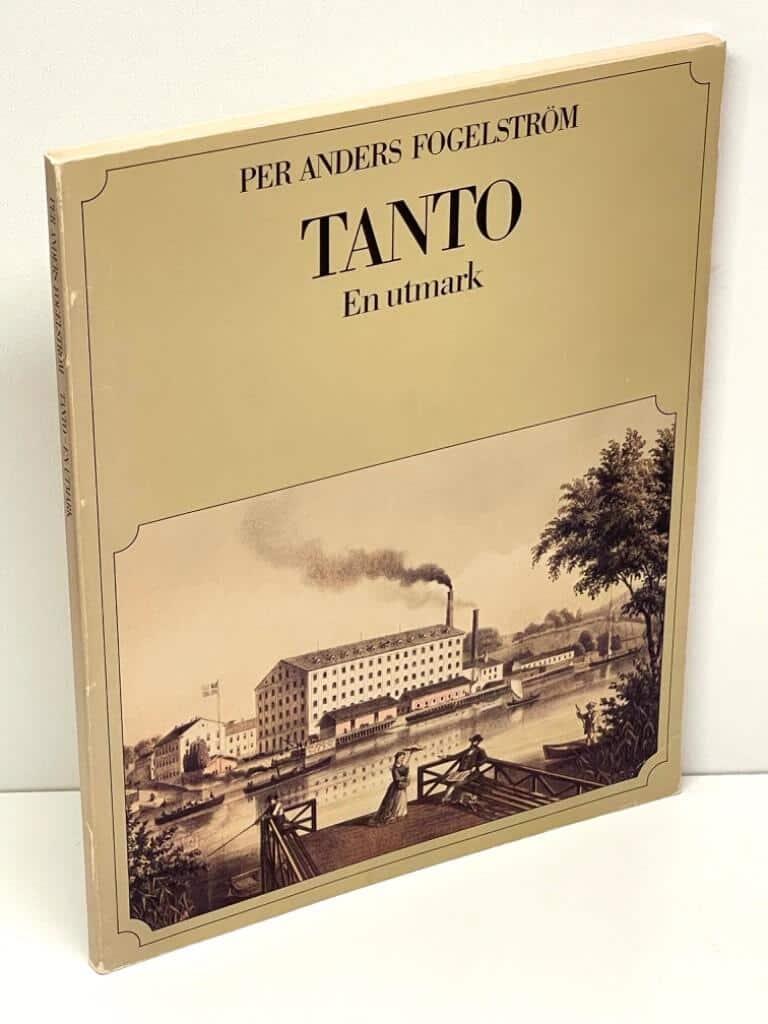 PER ANDERS FOGELSTRÖM
TANTO
En utmark
PER ANDERS FOGELSTRÖM TANTO - EN UTMARK